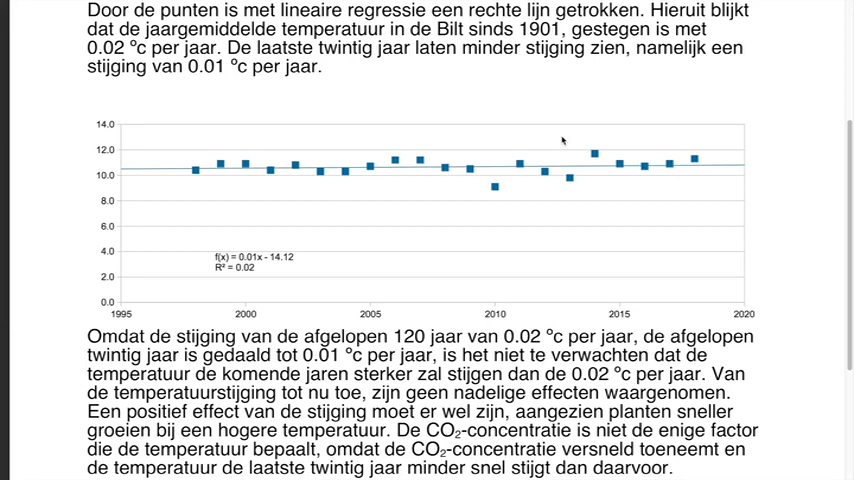 Door de punten is met lineaire regressie een rechte lijn getrokken. Hieruit blijkt
dat de jaargemiddelde temperatuur in de Bilt sinds 1901, gestegen is met
0.02 ºc per jaar. De laatste twintig jaar laten minder stijging zien, namelijk een
stijging van 0.01 ºc per jaar.
14.0
12.0
10.0
8.0
6.0
4.0
f(x) = 0.01x - 14.12
R² = 0.02
2.0
0.0
1995 2000 2005 2010 2015 2020
Omdat de stijging van de afgelopen 120 jaar van 0.02 ºc per jaar, de afgelopen
twintig jaar is gedaald tot 0.01 ºc per jaar, is het niet te verwachten dat de
temperatuur de komende jaren sterker zal stijgen dan de 0.02 ºc per jaar. Van
de temperatuurstijging tot nu toe, zijn geen nadelige effecten waargenomen.
Een positief effect van de stijging moet er wel zijn, aangezien planten sneller
groeien bij een hogere temperatuur. De CO₂-concentratie is niet de enige factor
die de temperatuur bepaalt, omdat de CO₂-concentratie versneld toeneemt en
de temperatuur de laatste twintig jaar minder snel stijgt dan daarvoor.